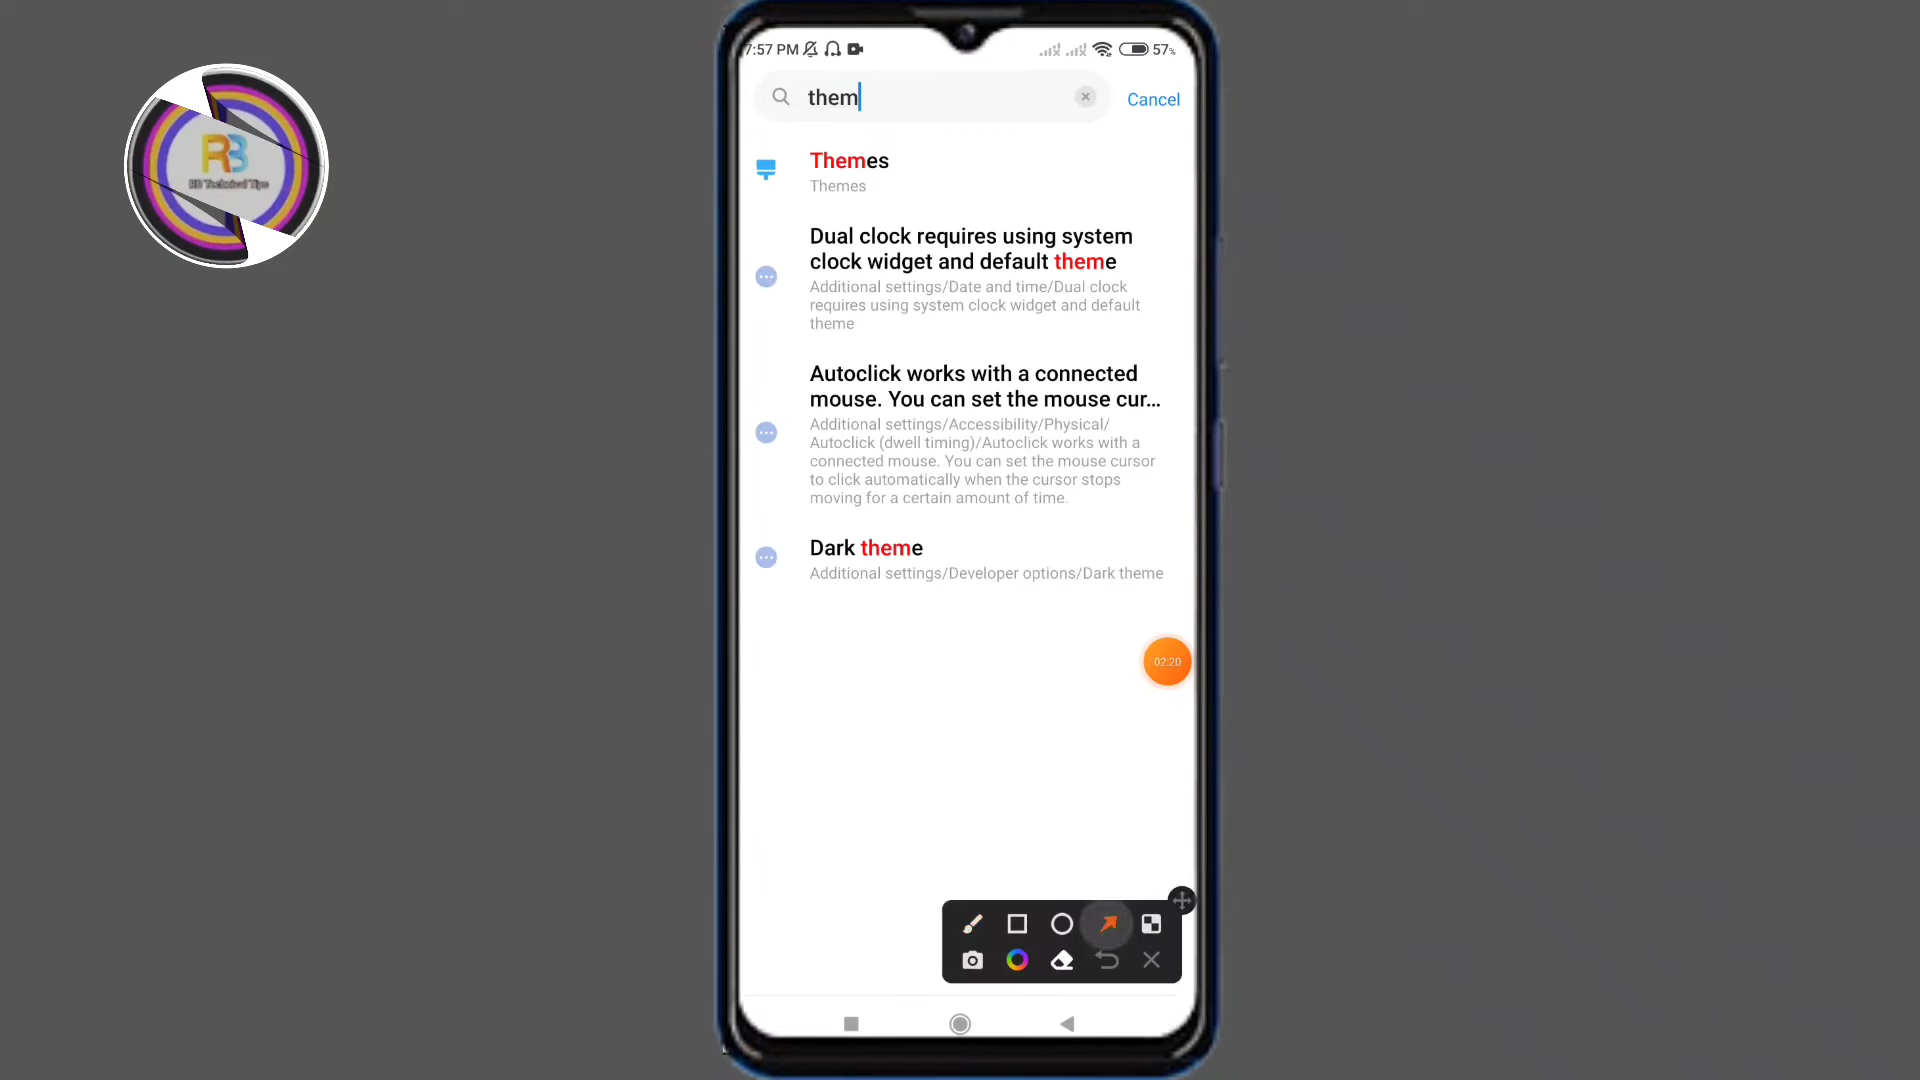 7:57 PM
57%
RB
RB Technical Tips
them
Cancel
Themes
Themes
Dual clock requires using system
clock widget and default theme
Additional settings/Date and time/Dual clock
requires using system clock widget and default
theme
Autoclick works with a connected
mouse. You can set the mouse cur...
Additional settings/Accessibility/Physical/
Autoclick (dwell timing)/Autoclick works with a
connected mouse. You can set the mouse cursor
to click automatically when the cursor stops
moving for a certain amount of time.
Dark theme
Additional settings/Developer options/Dark theme
02:20